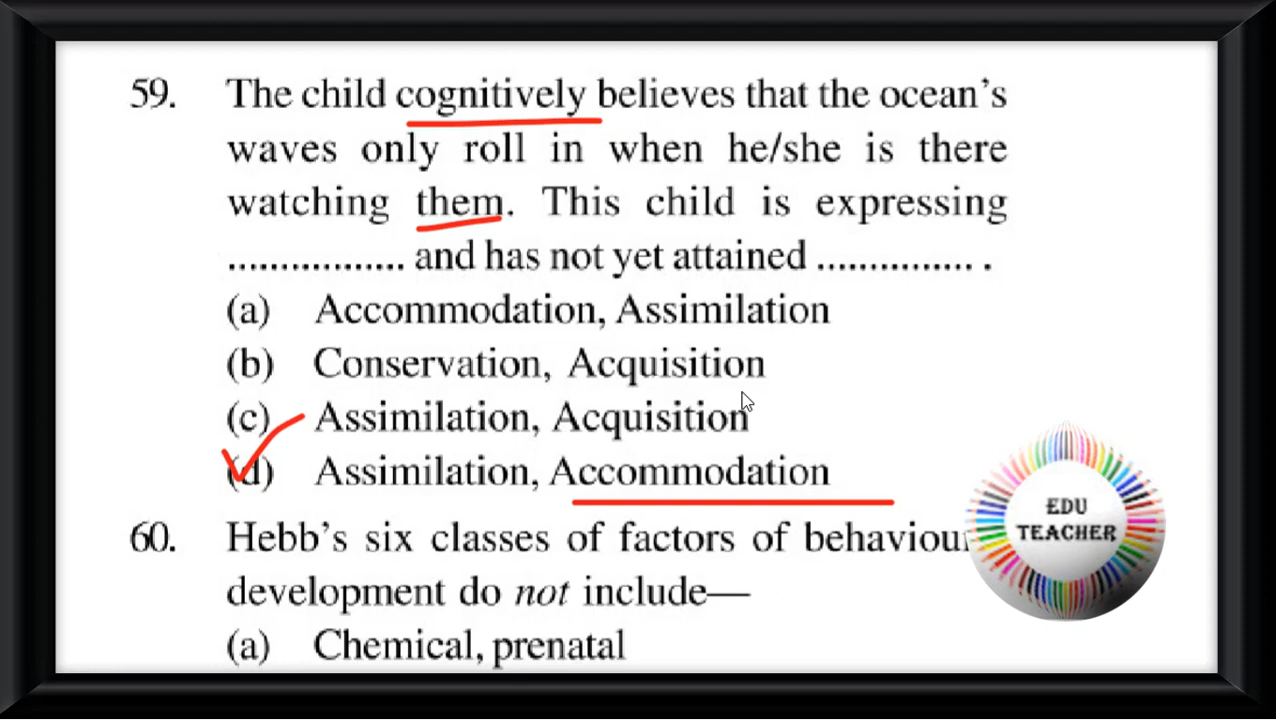 59. The child cognitively believes that the ocean's
waves only roll in when he/she is there
watching them. This child is expressing
................. and has not yet attained ............... .
(a) Accommodation, Assimilation
(b) Conservation, Acquisition
(c) Assimilation, Acquisition
(d) Assimilation, Accommodation
60. Hebb's six classes of factors of behaviour
development do not include—
(a) Chemical, prenatal
EDU
TEACHER